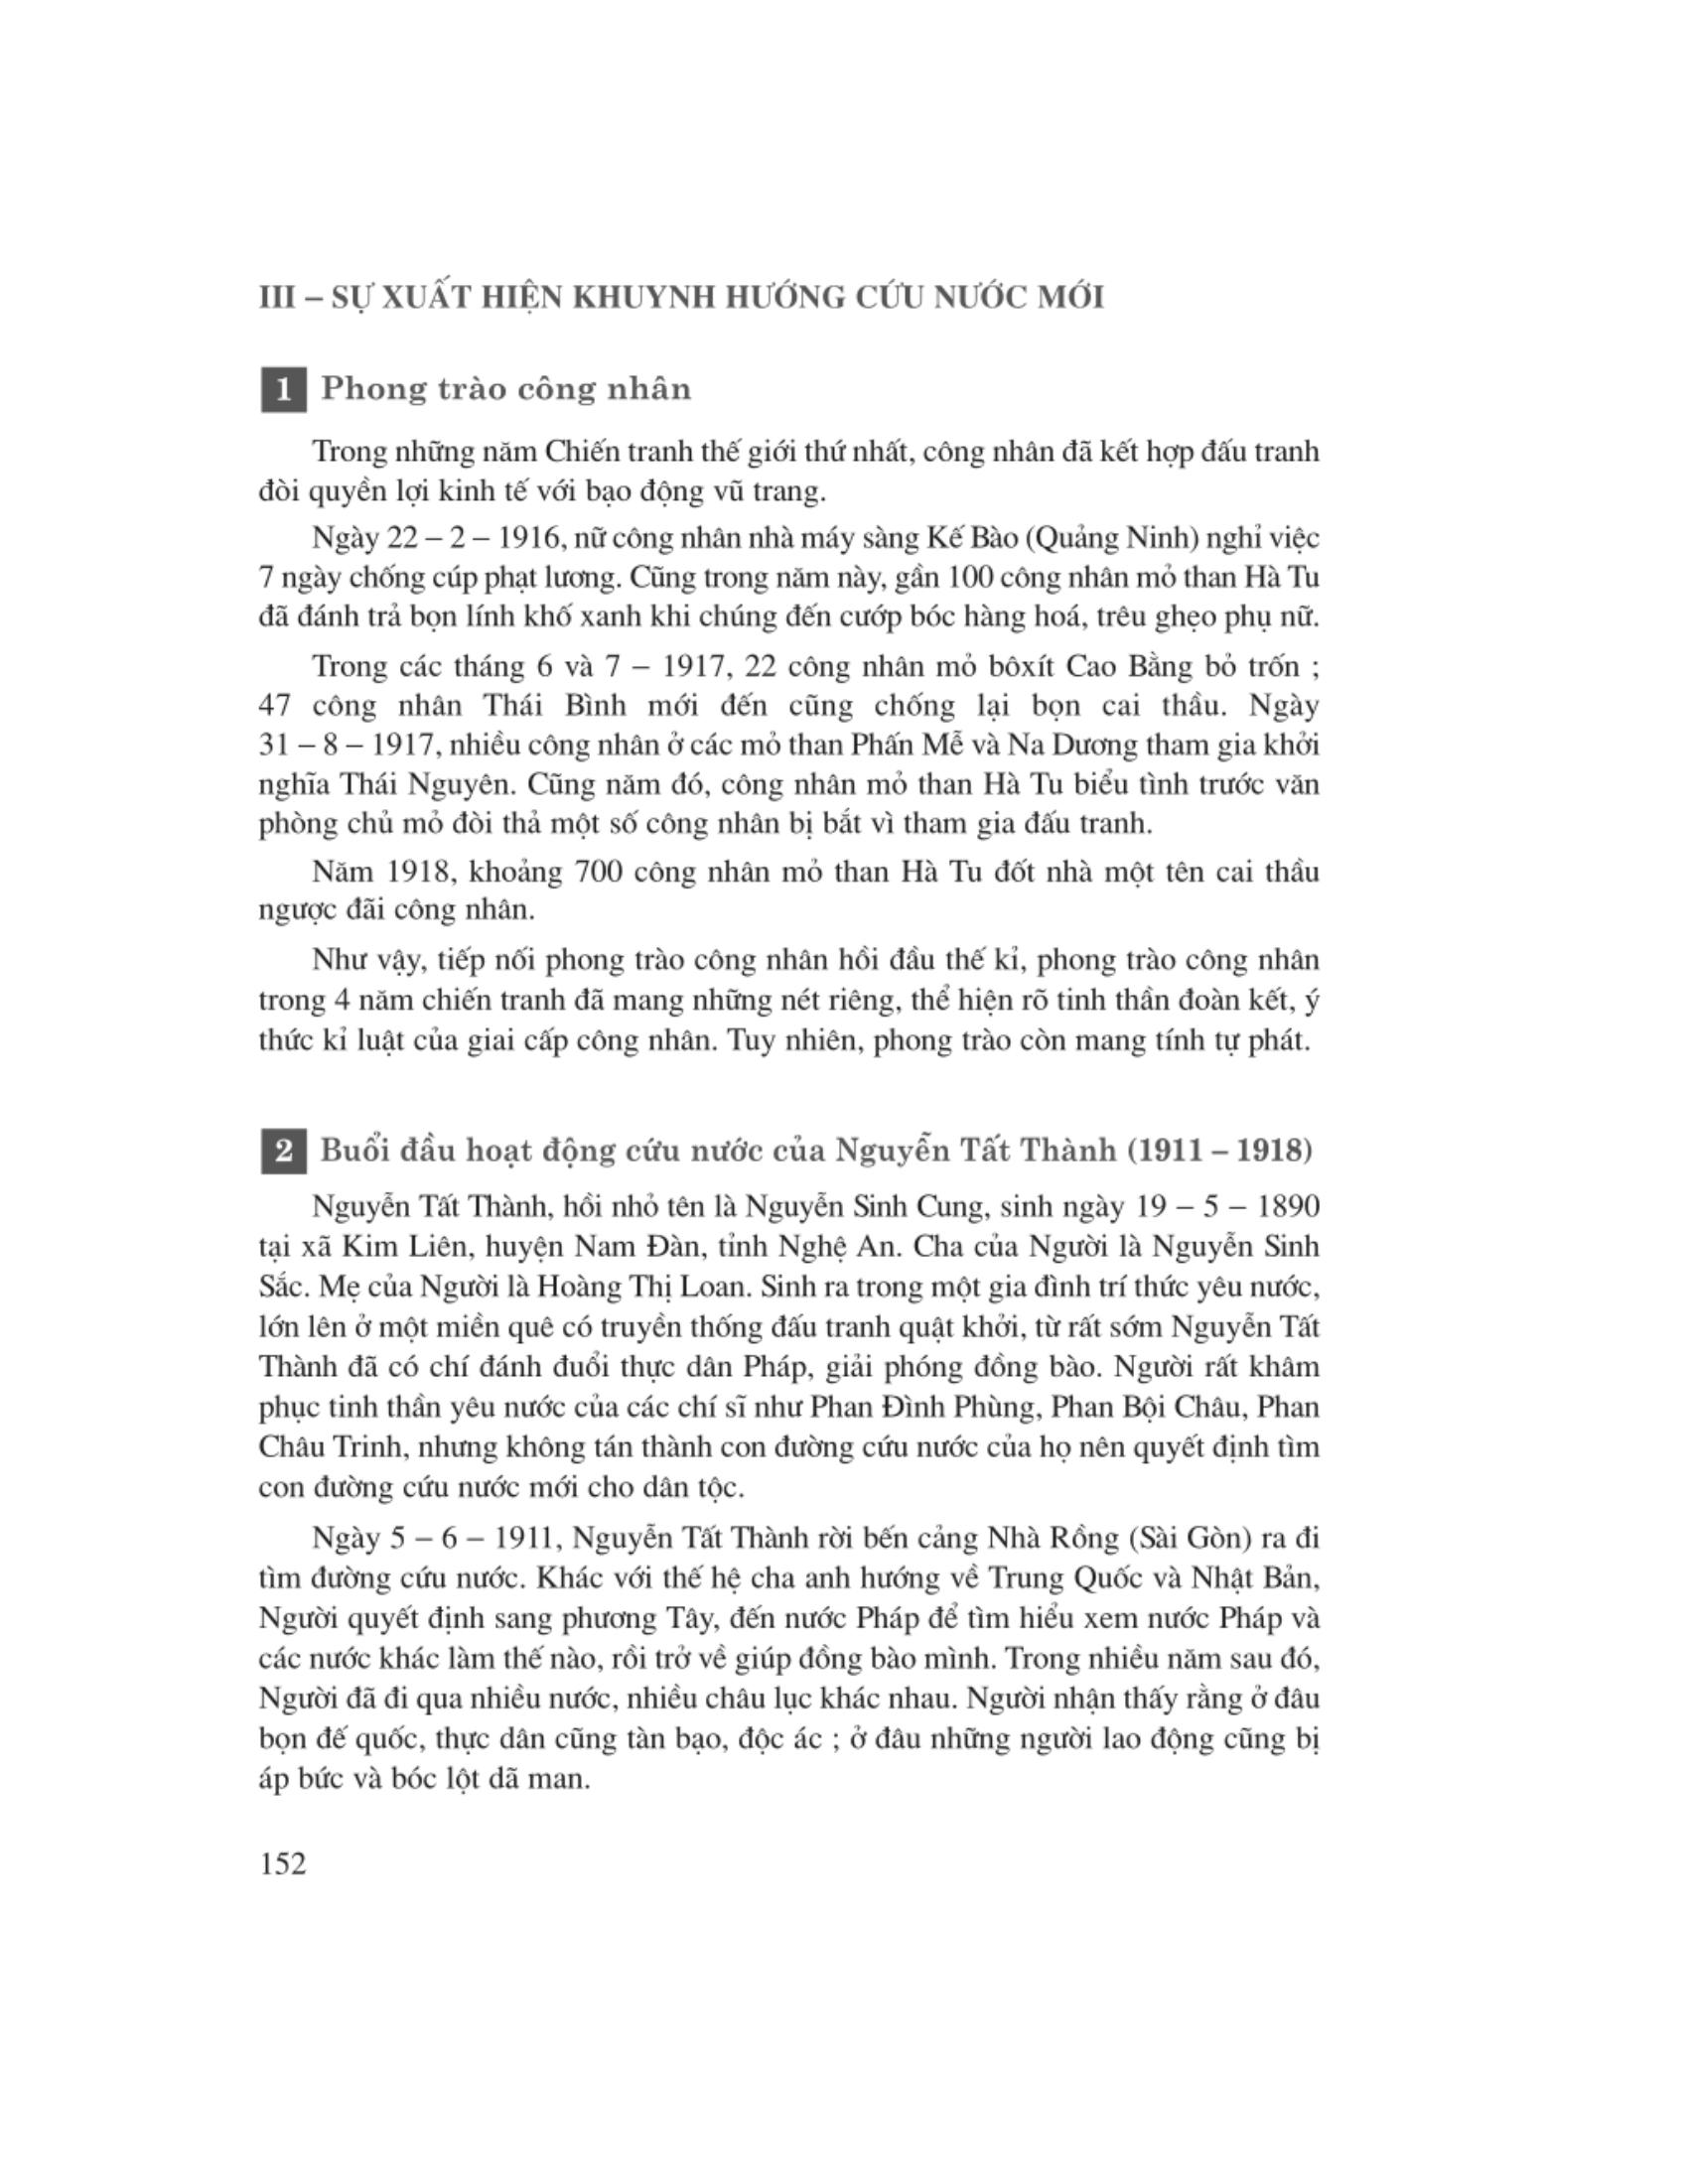 III – SỰ XUẤT HIỆN KHUYNH HƯỚNG CỨU NƯỚC MỚI
1 Phong trào công nhân
Trong những năm Chiến tranh thế giới thứ nhất, công nhân đã kết hợp đấu tranh
đòi quyền lợi kinh tế với bạo động vũ trang.
Ngày 22 – 2 – 1916, nữ công nhân nhà máy sàng Kế Bào (Quảng Ninh) nghỉ việc
7 ngày chống cúp phạt lương. Cũng trong năm này, gần 100 công nhân mỏ than Hà Tu
đã đánh trả bọn lính khố xanh khi chúng đến cướp bóc hàng hoá, trêu ghẹo phụ nữ.
Trong các tháng 6 và 7 – 1917, 22 công nhân mỏ bôxít Cao Bằng bỏ trốn ;
47 công nhân Thái Bình mới đến cũng chống lại bọn cai thầu. Ngày
31 – 8 – 1917, nhiều công nhân ở các mỏ than Phấn Mễ và Na Dương tham gia khởi
nghĩa Thái Nguyên. Cũng năm đó, công nhân mỏ than Hà Tu biểu tình trước văn
phòng chủ mỏ đòi thả một số công nhân bị bắt vì tham gia đấu tranh.
Năm 1918, khoảng 700 công nhân mỏ than Hà Tu đốt nhà một tên cai thầu
ngược đãi công nhân.
Như vậy, tiếp nối phong trào công nhân hồi đầu thế kỉ, phong trào công nhân
trong 4 năm chiến tranh đã mang những nét riêng, thể hiện rõ tinh thần đoàn kết, ý
thức kỉ luật của giai cấp công nhân. Tuy nhiên, phong trào còn mang tính tự phát.
2 Buổi đầu hoạt động cứu nước của Nguyễn Tất Thành (1911 – 1918)
Nguyễn Tất Thành, hồi nhỏ tên là Nguyễn Sinh Cung, sinh ngày 19 – 5 – 1890
tại xã Kim Liên, huyện Nam Đàn, tỉnh Nghệ An. Cha của Người là Nguyễn Sinh
Sắc. Mẹ của Người là Hoàng Thị Loan. Sinh ra trong một gia đình trí thức yêu nước,
lớn lên ở một miền quê có truyền thống đấu tranh quật khởi, từ rất sớm Nguyễn Tất
Thành đã có chí đánh đuổi thực dân Pháp, giải phóng đồng bào. Người rất khâm
phục tinh thần yêu nước của các chí sĩ như Phan Đình Phùng, Phan Bội Châu, Phan
Châu Trinh, nhưng không tán thành con đường cứu nước của họ nên quyết định tìm
con đường cứu nước mới cho dân tộc.
Ngày 5 – 6 – 1911, Nguyễn Tất Thành rời bến cảng Nhà Rồng (Sài Gòn) ra đi
tìm đường cứu nước. Khác với thế hệ cha anh hướng về Trung Quốc và Nhật Bản,
Người quyết định sang phương Tây, đến nước Pháp để tìm hiểu xem nước Pháp và
các nước khác làm thế nào, rồi trở về giúp đồng bào mình. Trong nhiều năm sau đó,
Người đã đi qua nhiều nước, nhiều châu lục khác nhau. Người nhận thấy rằng ở đâu
bọn đế quốc, thực dân cũng tàn bạo, độc ác ; ở đâu những người lao động cũng bị
áp bức và bóc lột dã man.
152